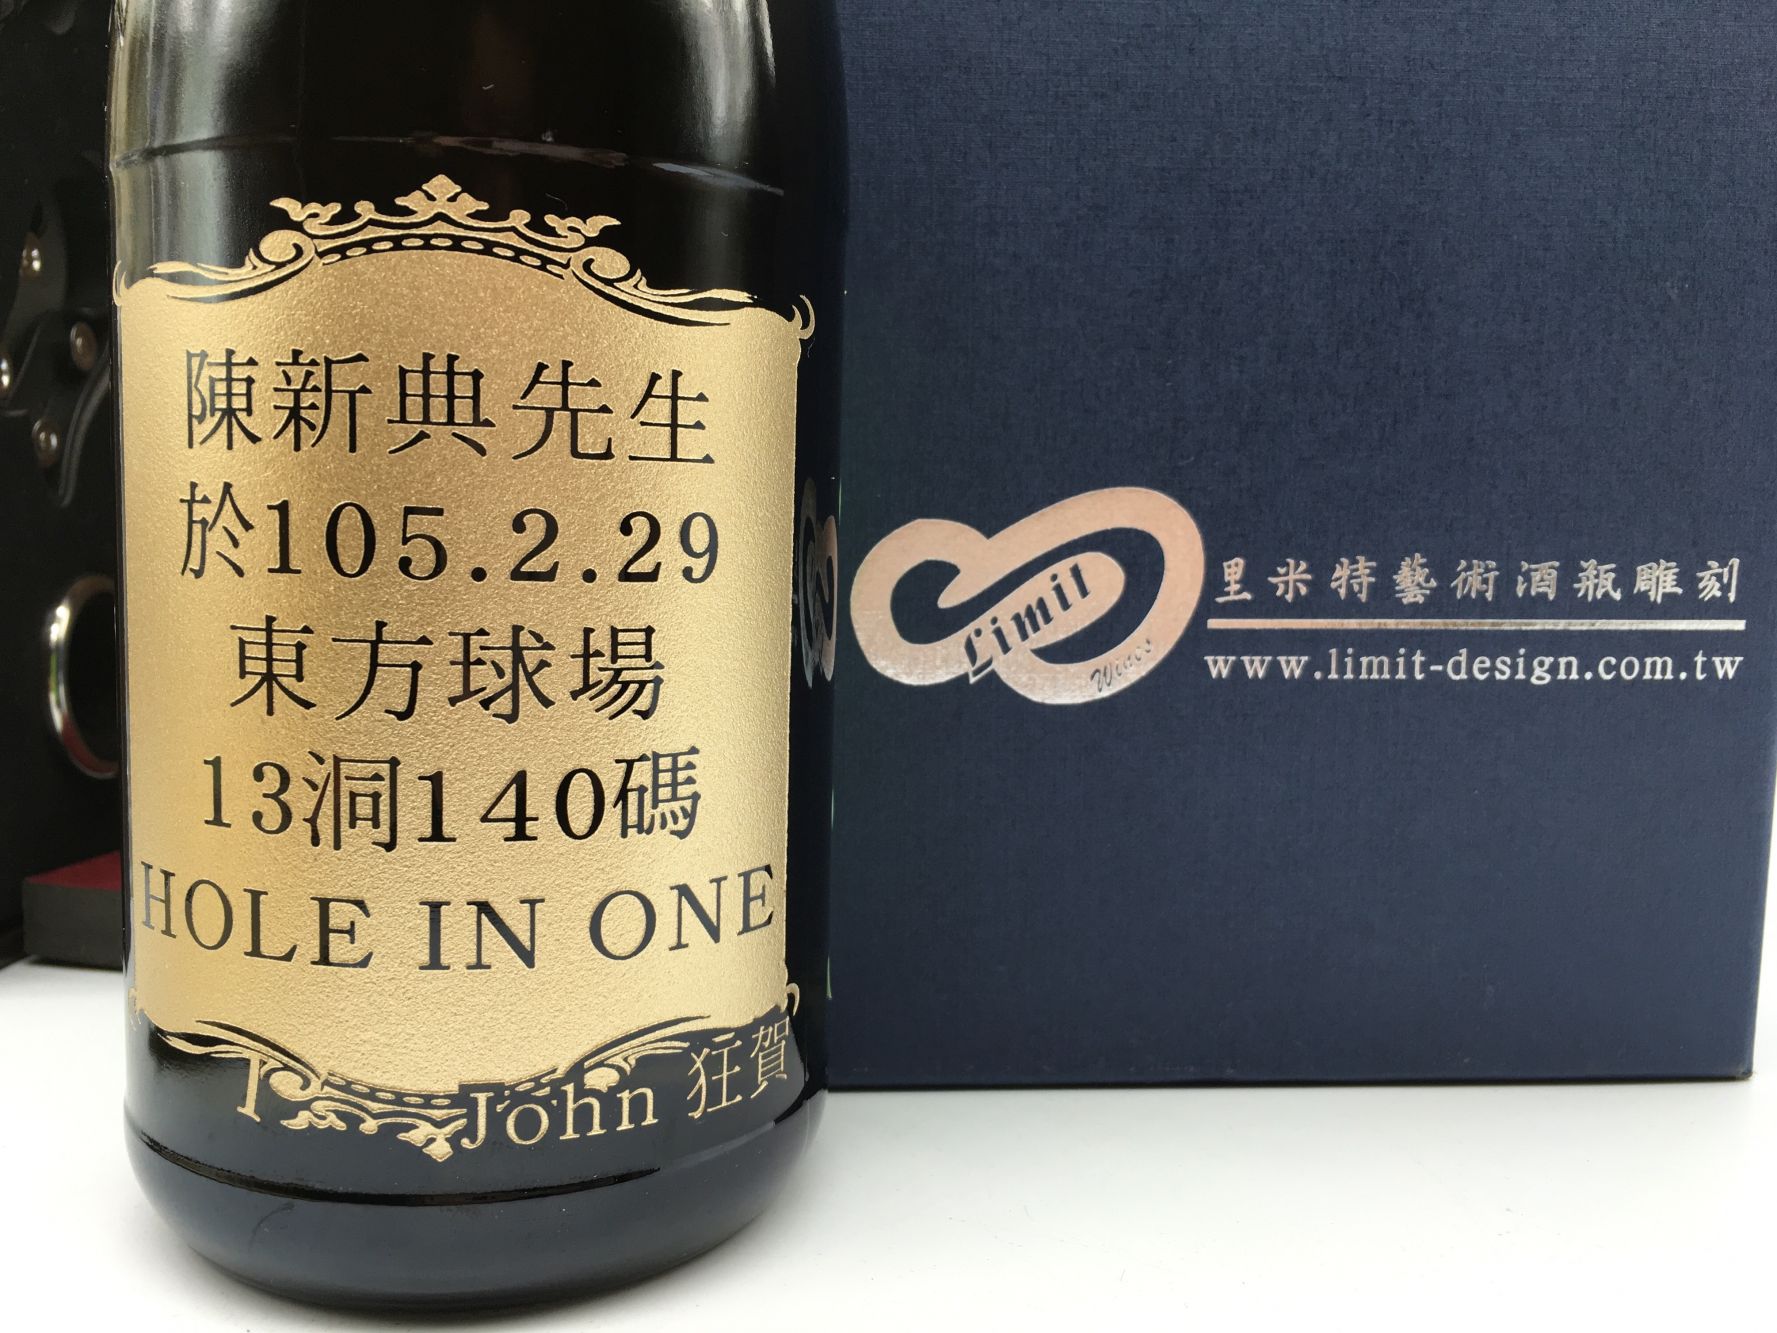 陳新典先生
於105.2.29
東方球場
13洞140碼
HOLE IN ONE
John 狂賀
Limit
Wines
里米特藝術酒瓶雕刻
www.limit-design.com.tw